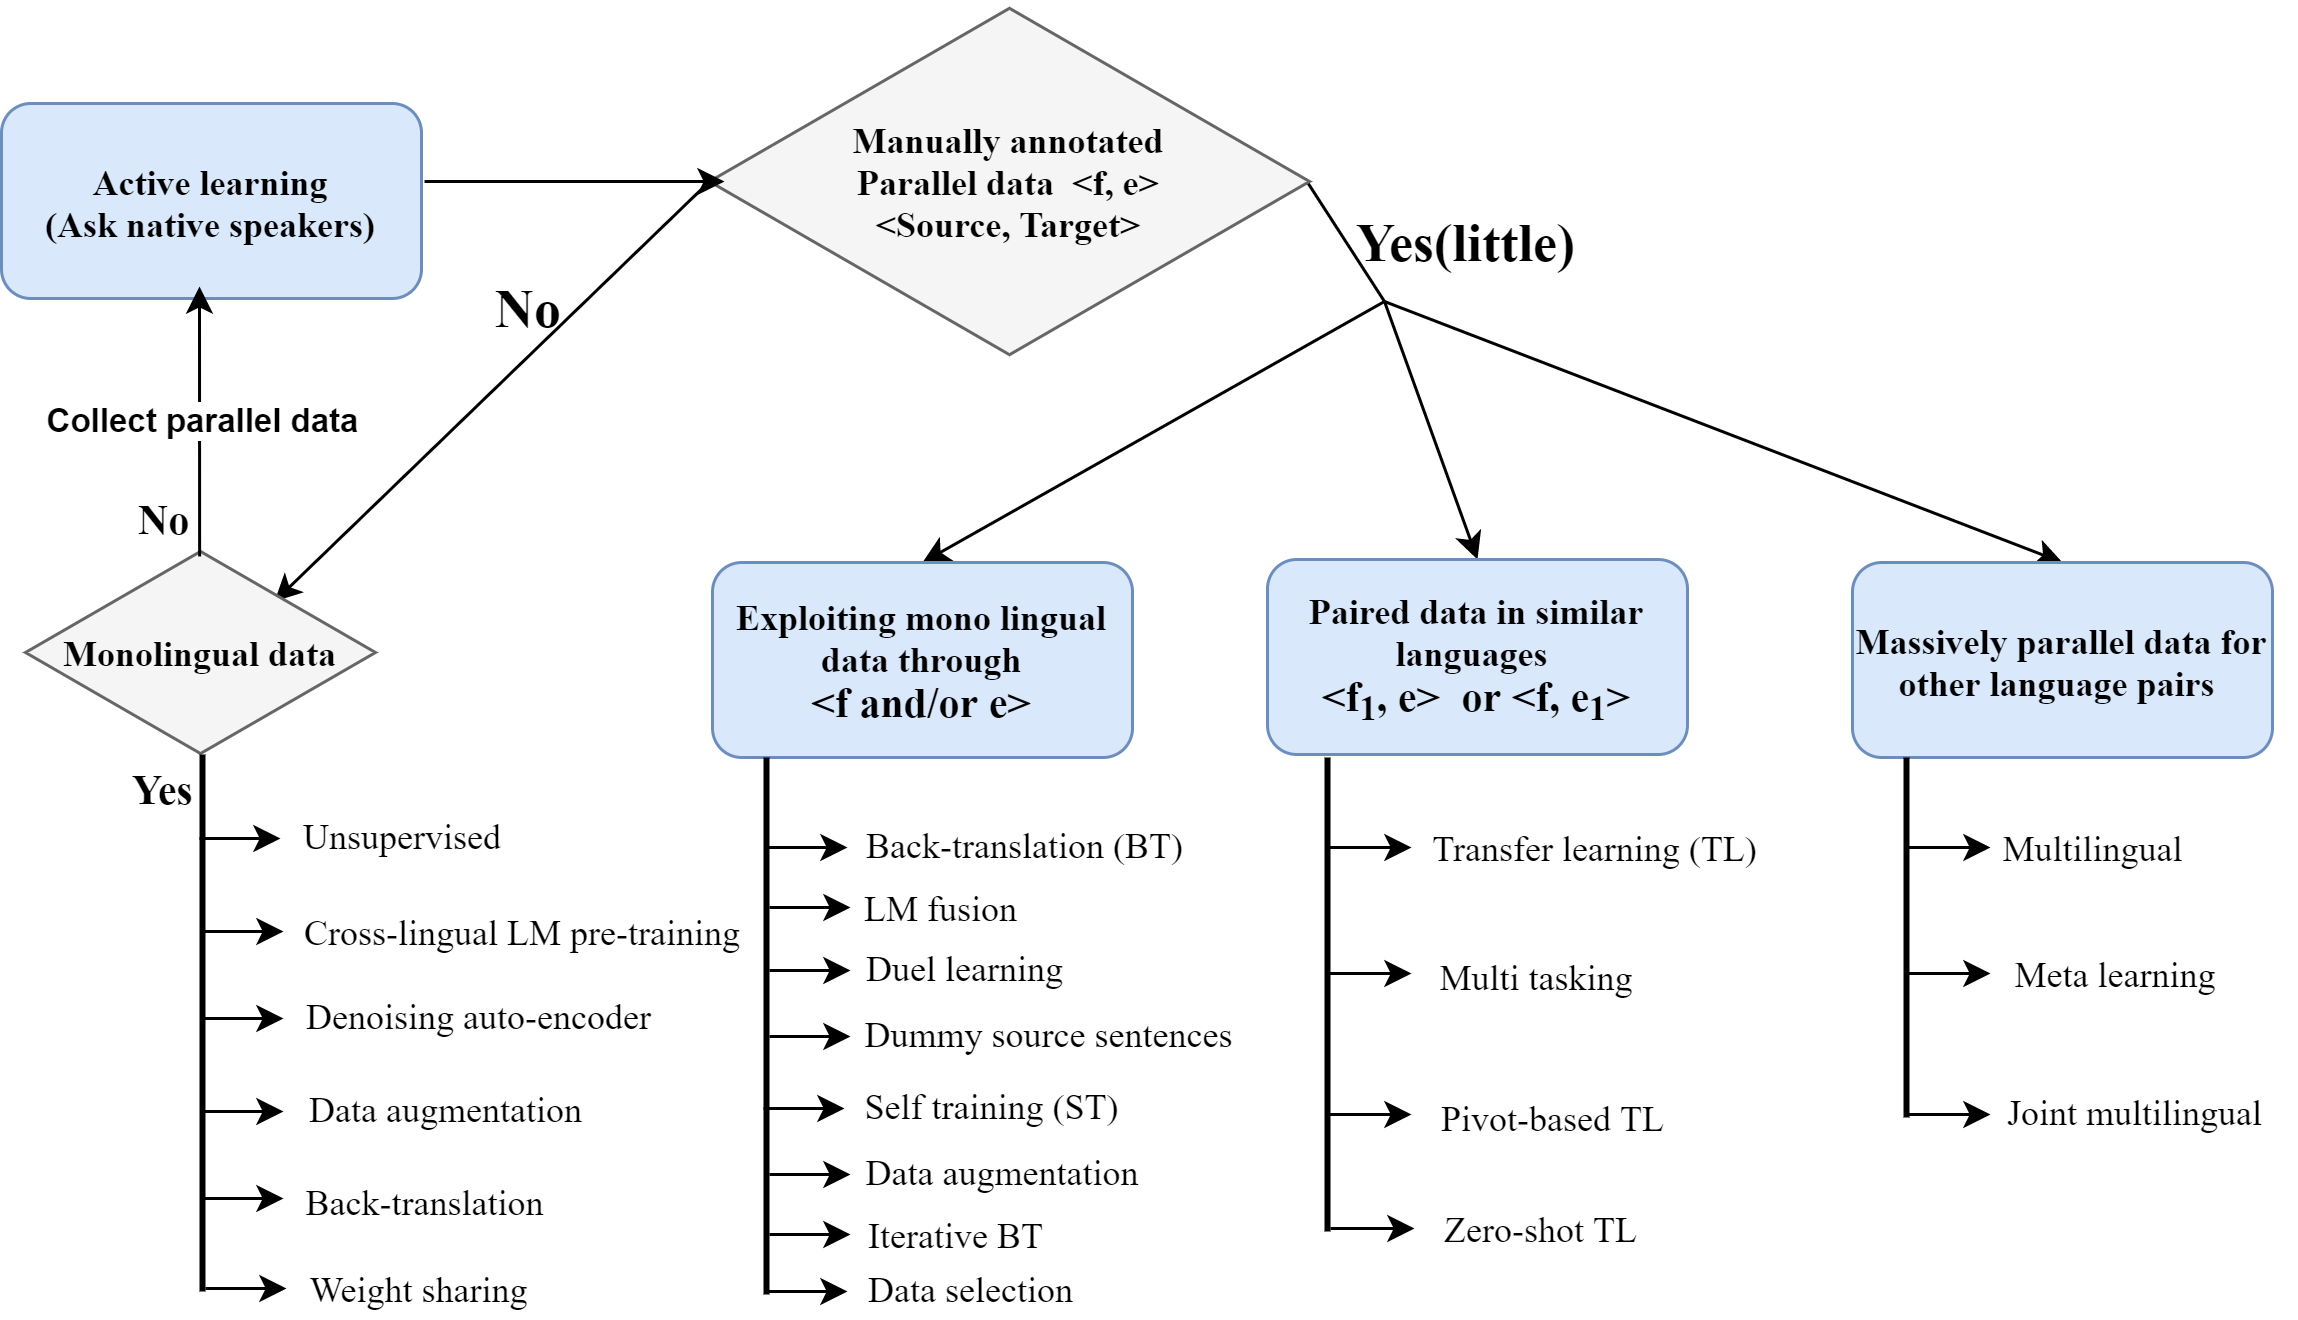 Manually annotated
Parallel data <f, e>
<Source, Target>
Active learning
(Ask native speakers)
Yes(little)
No
Collect parallel data
No
Monolingual data
Yes
Unsupervised
Cross-lingual LM pre-training
Denoising auto-encoder
Data augmentation
Back-translation
Weight sharing
Exploiting mono lingual
data through
<f and/or e>
Back-translation (BT)
LM fusion
Duel learning
Dummy source sentences
Self training (ST)
Data augmentation
Iterative BT
Data selection
Paired data in similar
languages
<f1, e> or <f, e1>
Transfer learning (TL)
Multi tasking
Pivot-based TL
Zero-shot TL
Massively parallel data for
other language pairs
Multilingual
Meta learning
Joint multilingual